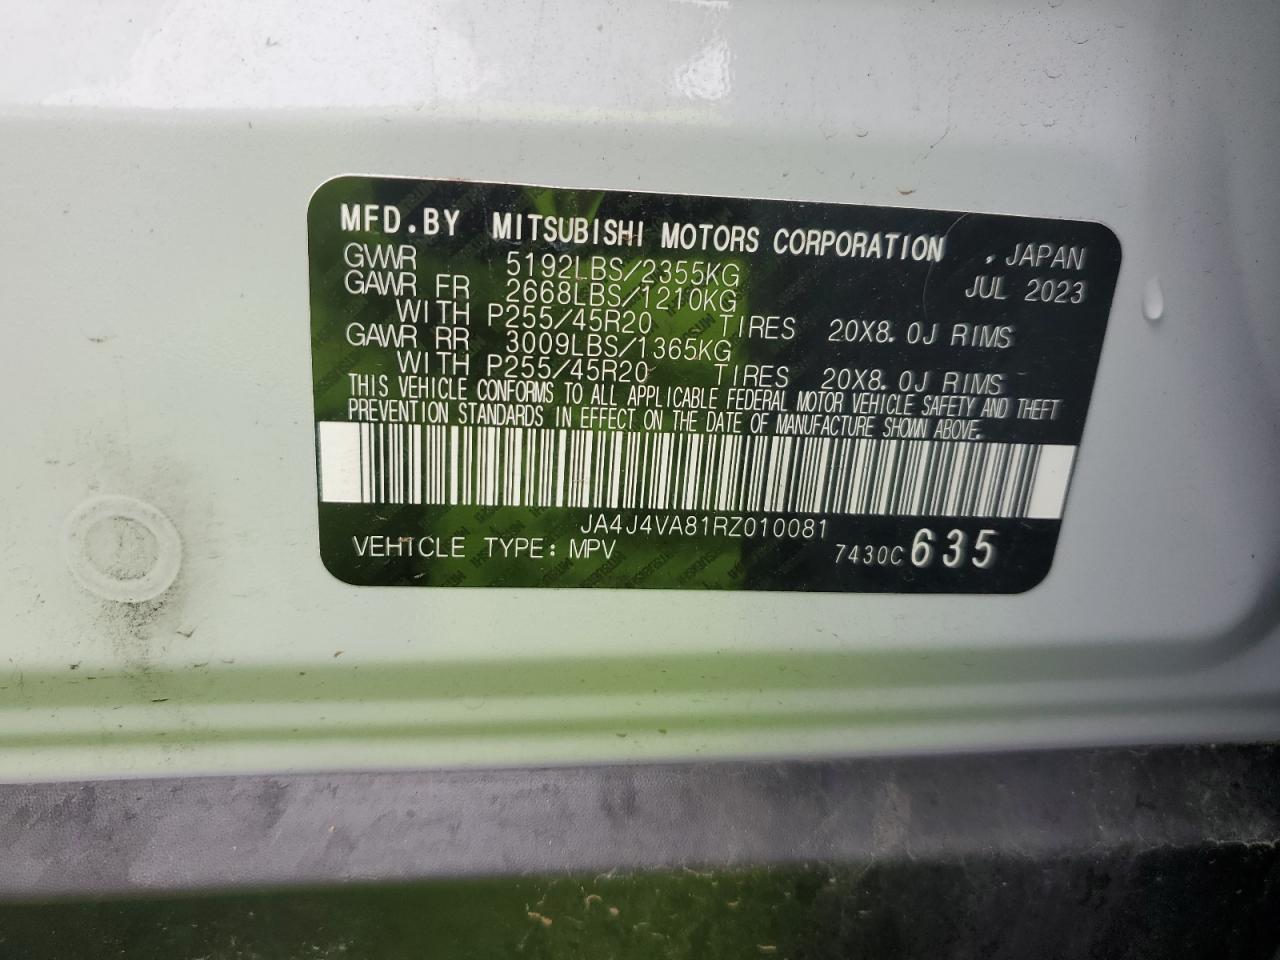 MFD.BY MITSUBISHI MOTORS CORPORATION , JAPAN
GVWR 5192LBS/2355KG JUL 2023
GAWR FR 2668LBS/1210KG
WITH P255/45R20 TIRES 20X8.0J RIMS
GAWR RR 3009LBS/1365KG
WITH P255/45R20 TIRES 20X8.0J RIMS
THIS VEHICLE CONFORMS TO ALL APPLICABLE FEDERAL MOTOR VEHICLE SAFETY AND THEFT
PREVENTION STANDARDS IN EFFECT ON THE DATE OF MANUFACTURE SHOWN ABOVE.
JA4J4VA81RZ010081
VEHICLE TYPE: MPV 7430C 635